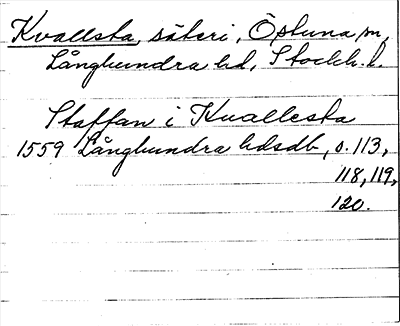 Kvallsta, säteri, Östuna sn,
Långhundra hd, Stockh. l.
Staffan i Kuallesta
1559 Långhundra hdsdb, s. 113,
118, 119,
120.